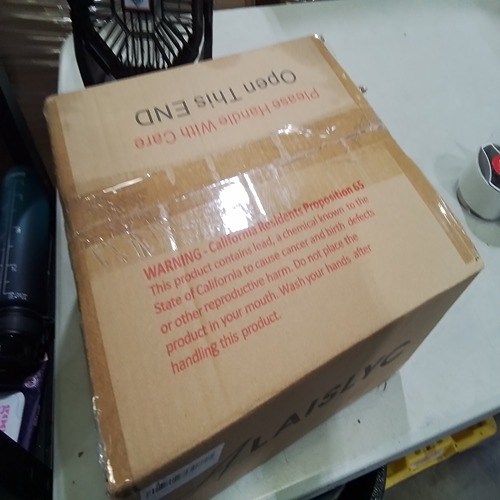 Open This END
Please Handle With Care
WARNING - California Residents Proposition 65
This product contains lead, a chemical known to the
State of California to cause cancer and birth defects
or other reproductive harm. Do not place the
product in your mouth. Wash your hands after
handling this product.
LAISLYC